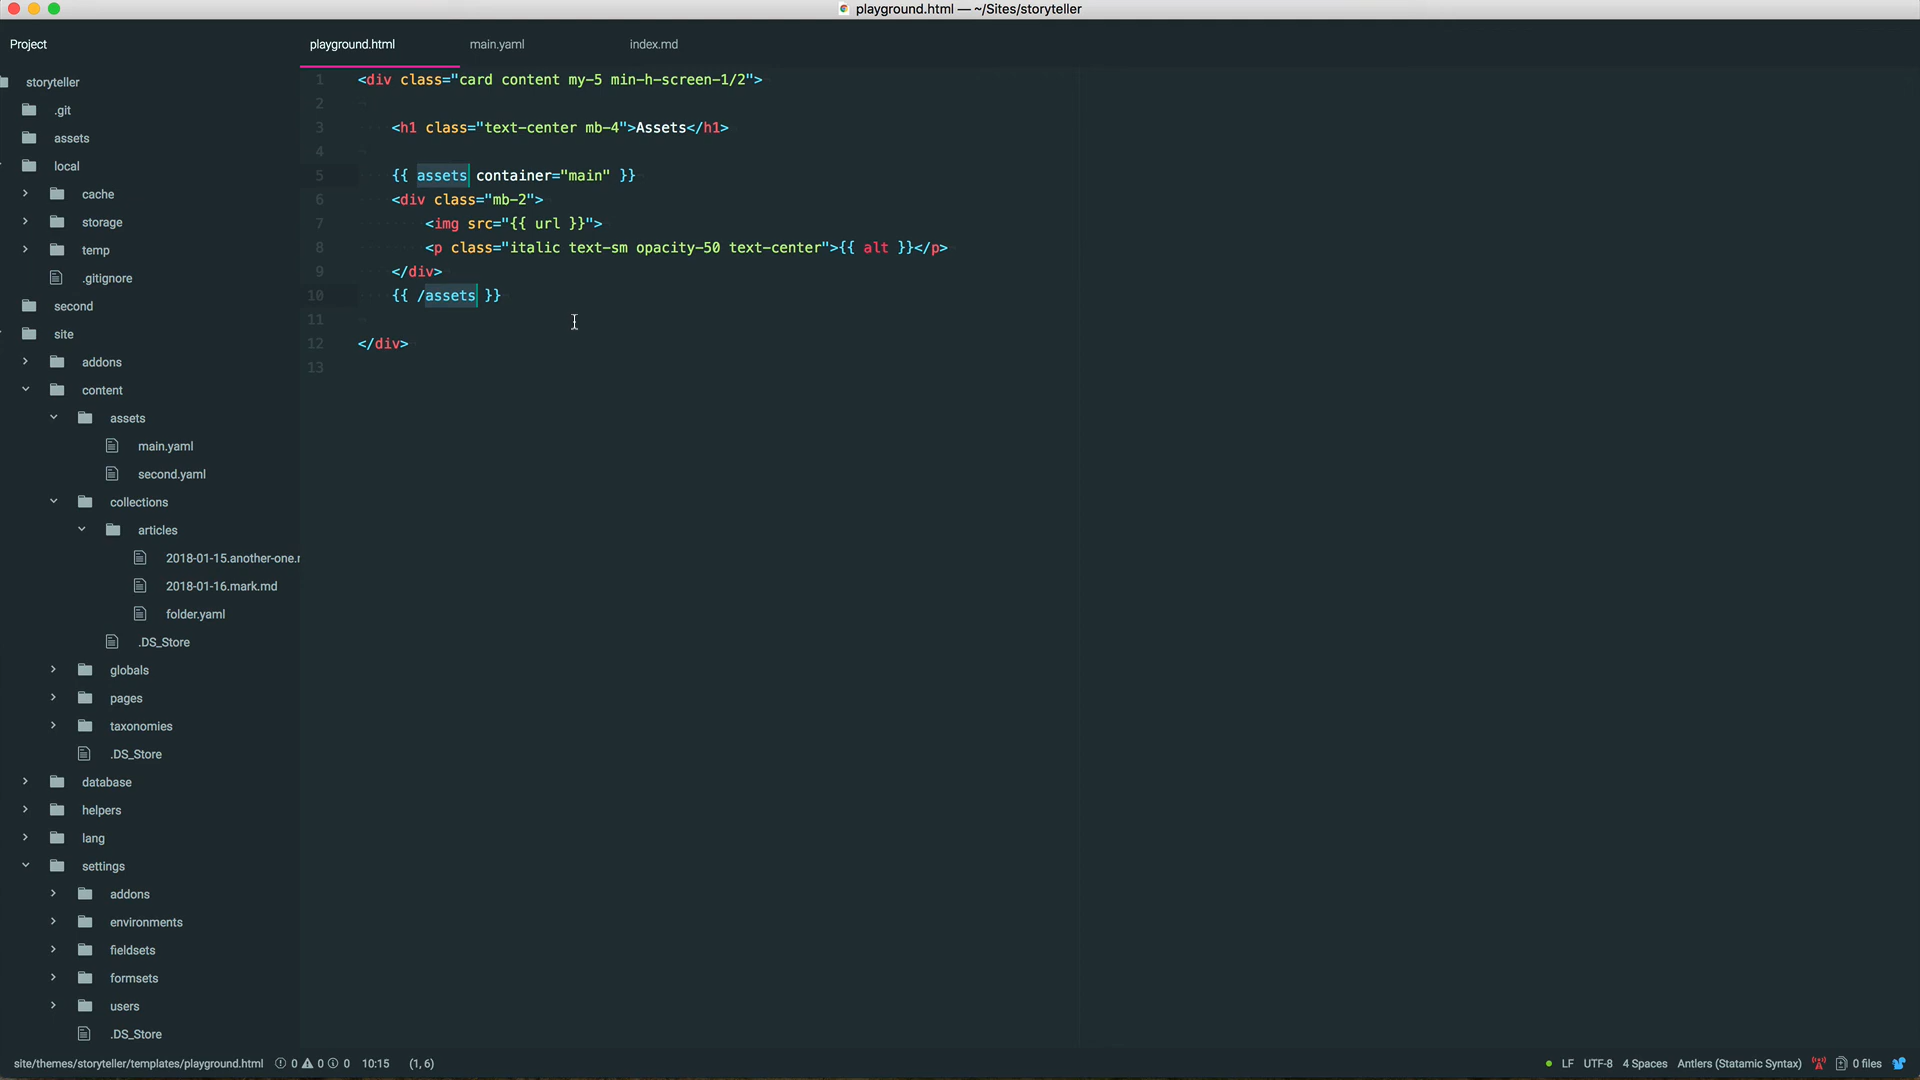 playground.html — ~/Sites/storyteller
Project
playground.html
main.yaml
index.md
storyteller
.git
assets
local
cache
storage
temp
.gitignore
second
site
addons
content
assets
main.yaml
second.yaml
collections
articles
2018-01-15.another-one.r
2018-01-16.mark.md
folder.yaml
.DS_Store
globals
pages
taxonomies
.DS_Store
database
helpers
lang
settings
addons
environments
fieldsets
formsets
users
.DS_Store
1 <div class="card content my-5 min-h-screen-1/2">
2
3 <h1 class="text-center mb-4">Assets</h1>
4
5 {{ assets container="main" }}
6 <div class="mb-2">
7 <img src="{{ url }}">
8 <p class="italic text-sm opacity-50 text-center">{{ alt }}</p>
9 </div>
10 {{ /assets }}
11
12 </div>
13
site/themes/storyteller/templates/playground.html 0 0 0 10:15 (1, 6) LF UTF-8 4 Spaces Antlers (Statamic Syntax) 0 files